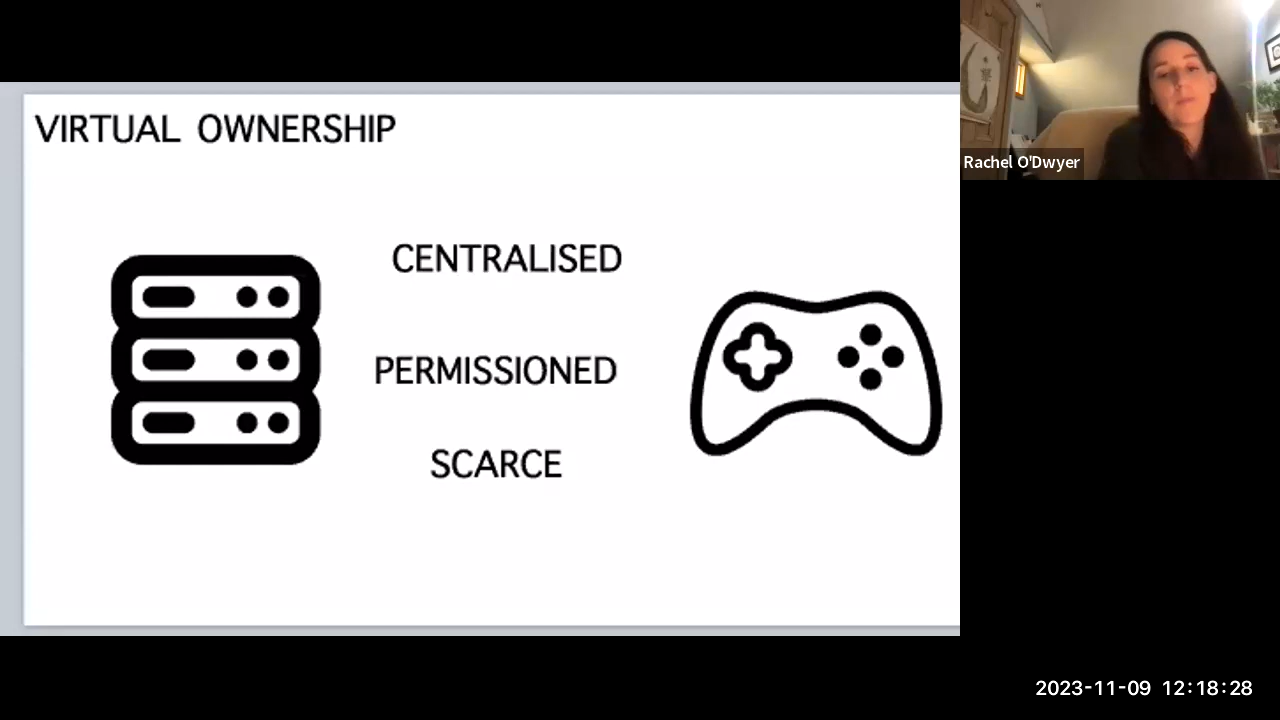 VIRTUAL OWNERSHIP
CENTRALISED
PERMISSIONED
SCARCE
Rachel O'Dwyer
2023-11-09 12:18:28